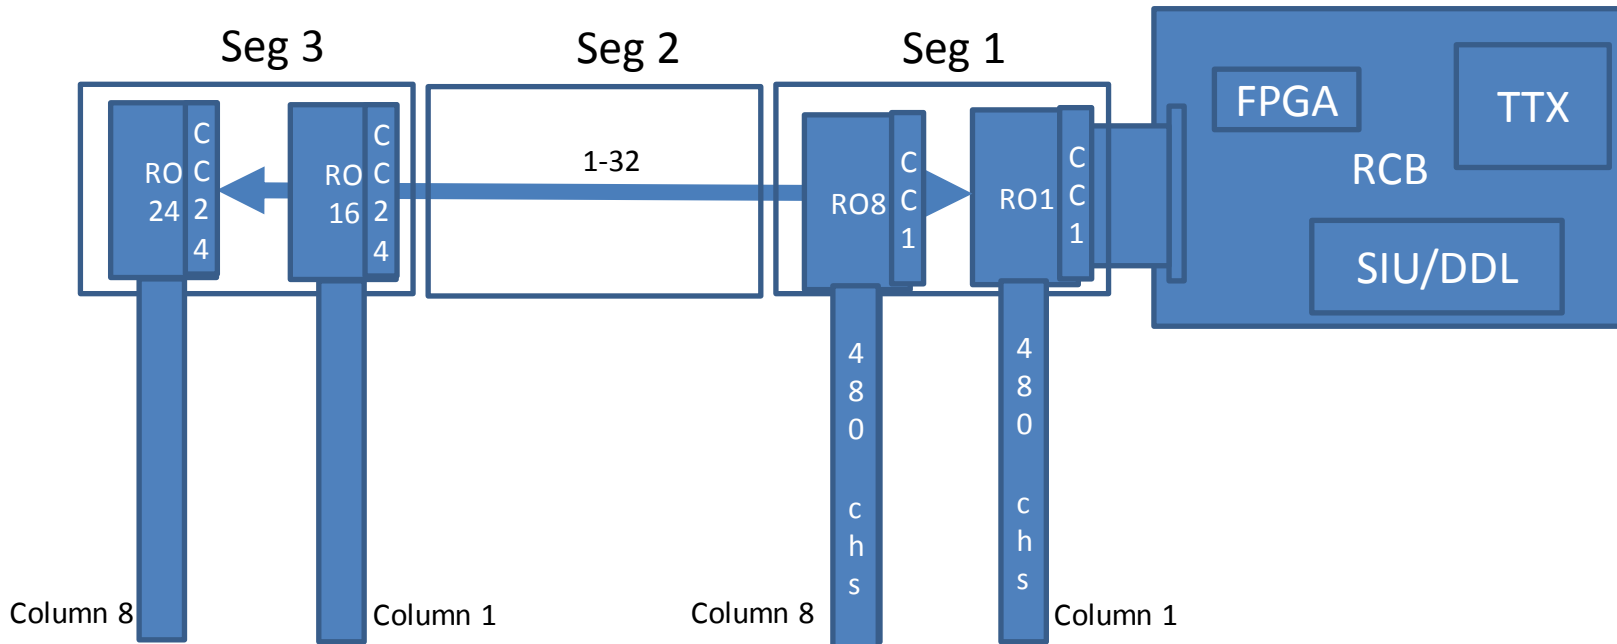 Seg 3
Seg 2
Seg 1
FPGA
TTX
RCB
SIU/DDL
1-32
RO
24
CC24
RO
16
CC24
RO8
CC1
RO1
CC1
480 chs
480 chs
Column 8
Column 1
Column 8
Column 1